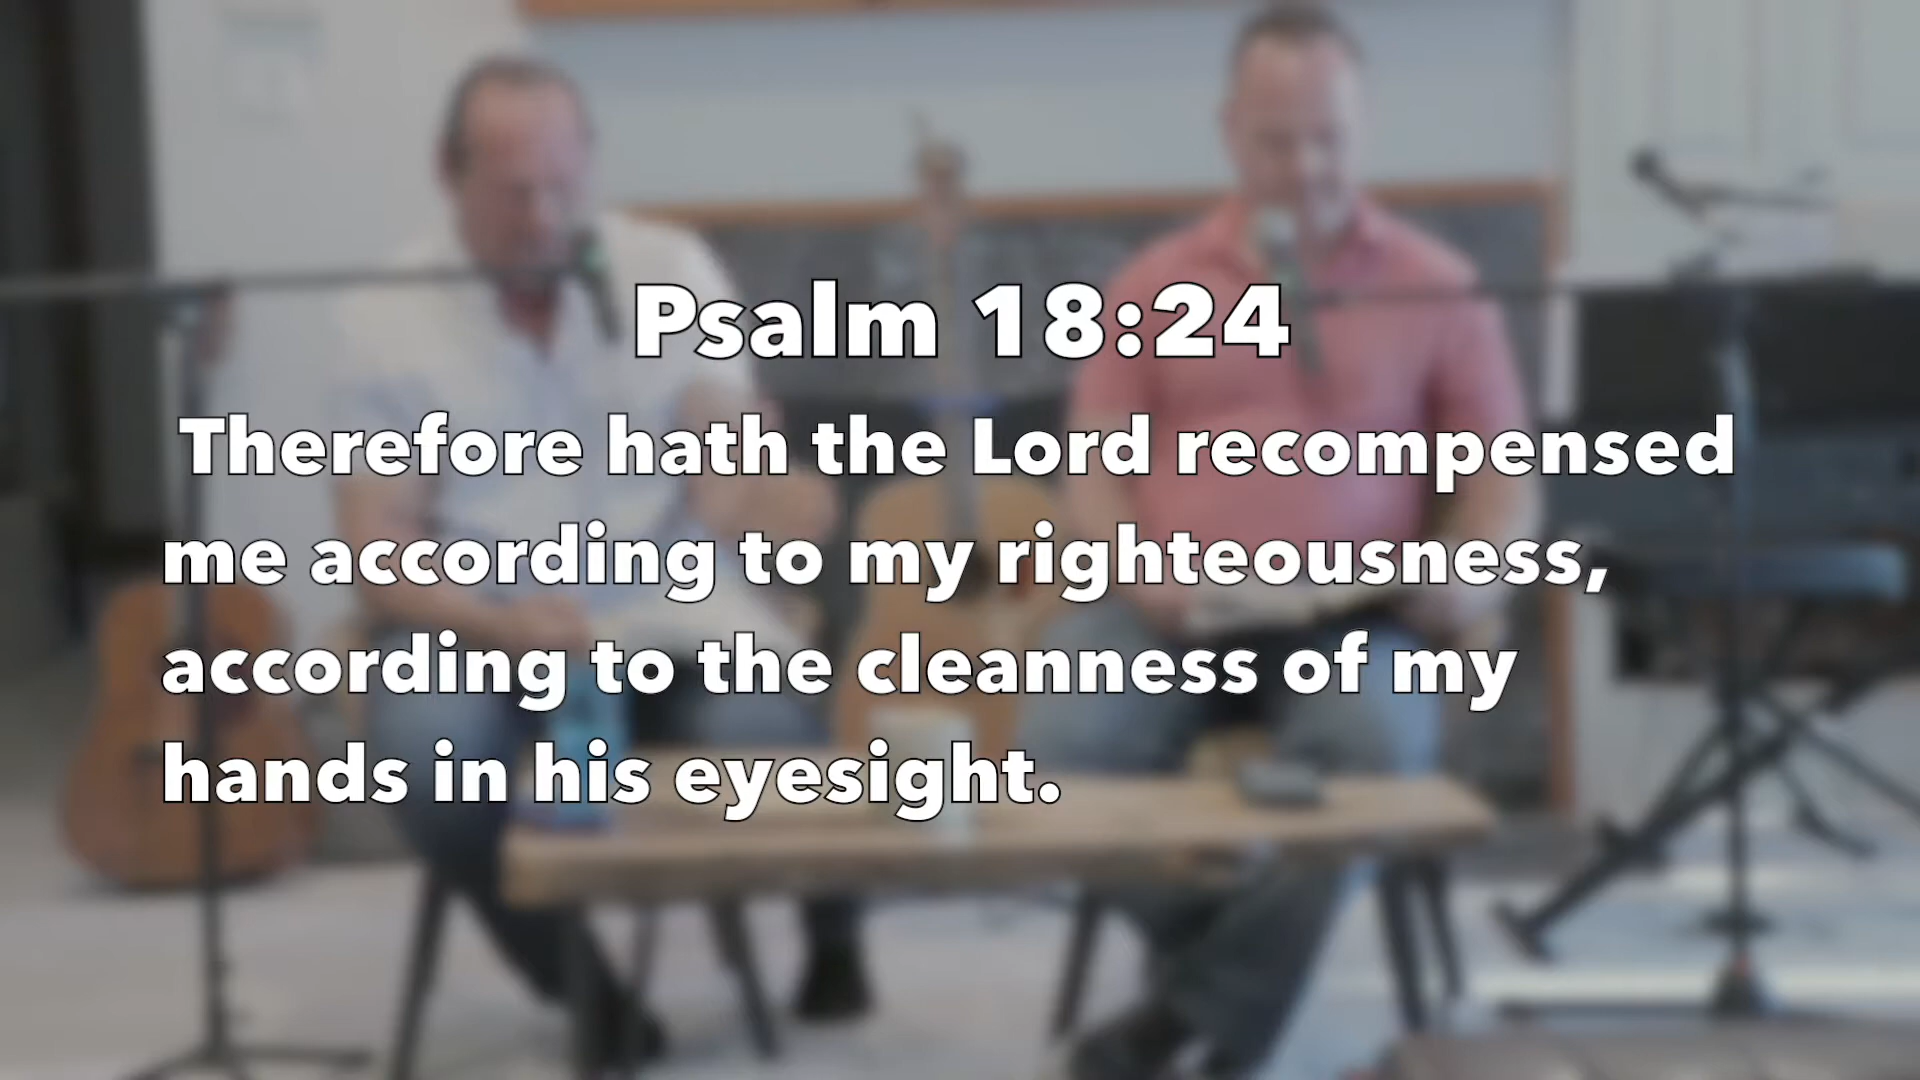 Psalm 18:24
Therefore hath the Lord recompensed
me according to my righteousness,
according to the cleanness of my
hands in his eyesight.